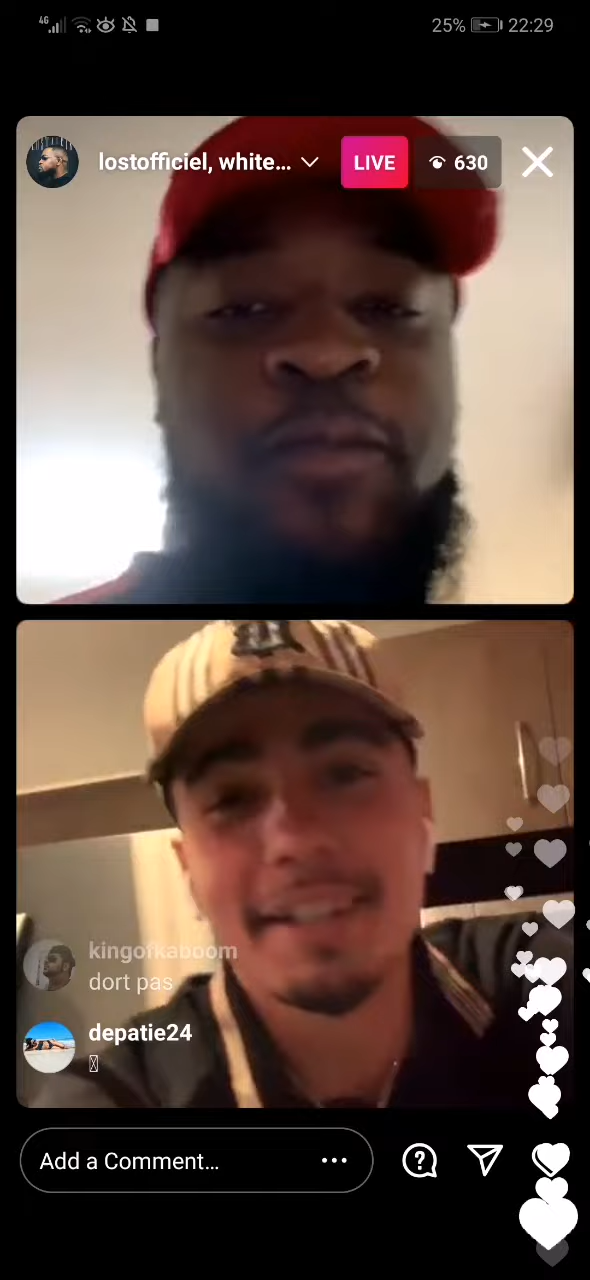 4G
25%
22:29
lostofficiel, white...
LIVE
630
kingofkaboom
dort pas
depatie24
Add a Comment...